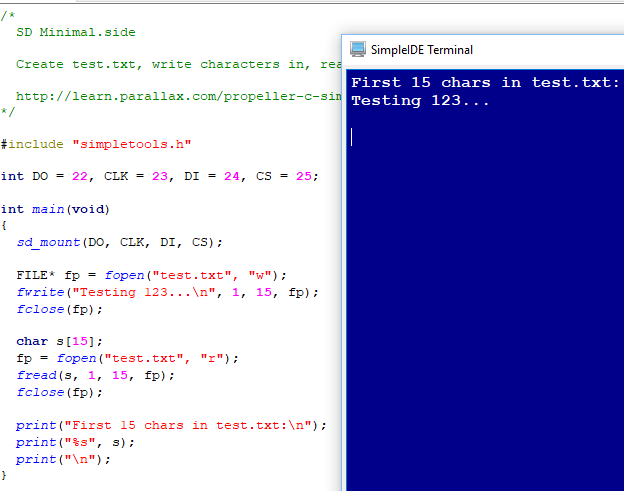 /*
SD Minimal.side
Create test.txt, write characters in, rea
http://learn.parallax.com/propeller-c-sim
*/
#include "simpletools.h"
int DO = 22, CLK = 23, DI = 24, CS = 25;
int main(void)
{
sd_mount(DO, CLK, DI, CS);
FILE* fp = fopen("test.txt", "w");
fwrite("Testing 123...\n", 1, 15, fp);
fclose(fp);
char s[15];
fp = fopen("test.txt", "r");
fread(s, 1, 15, fp);
fclose(fp);
print("First 15 chars in test.txt:\n");
print("%s", s);
print("\n");
}
SimpleIDE Terminal
First 15 chars in test.txt:
Testing 123...